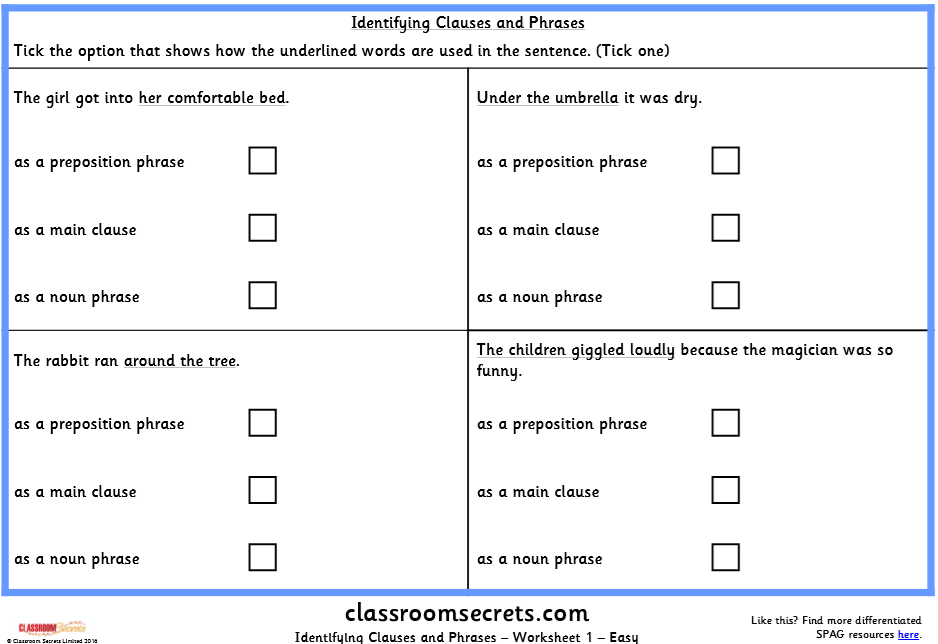 Identifying Clauses and Phrases
Tick the option that shows how the underlined words are used in the sentence. (Tick one)
The girl got into her comfortable bed.
as a preposition phrase
as a main clause
as a noun phrase
Under the umbrella it was dry.
as a preposition phrase
as a main clause
as a noun phrase
The rabbit ran around the tree.
as a preposition phrase
as a main clause
as a noun phrase
The children giggled loudly because the magician was so
funny.
as a preposition phrase
as a main clause
as a noun phrase
CLASSROOM Secrets
© Classroom Secrets Limited 2016
classroomsecrets.com
Identifying Clauses and Phrases – Worksheet 1 – Easy
Like this? Find more differentiated
SPAG resources here.